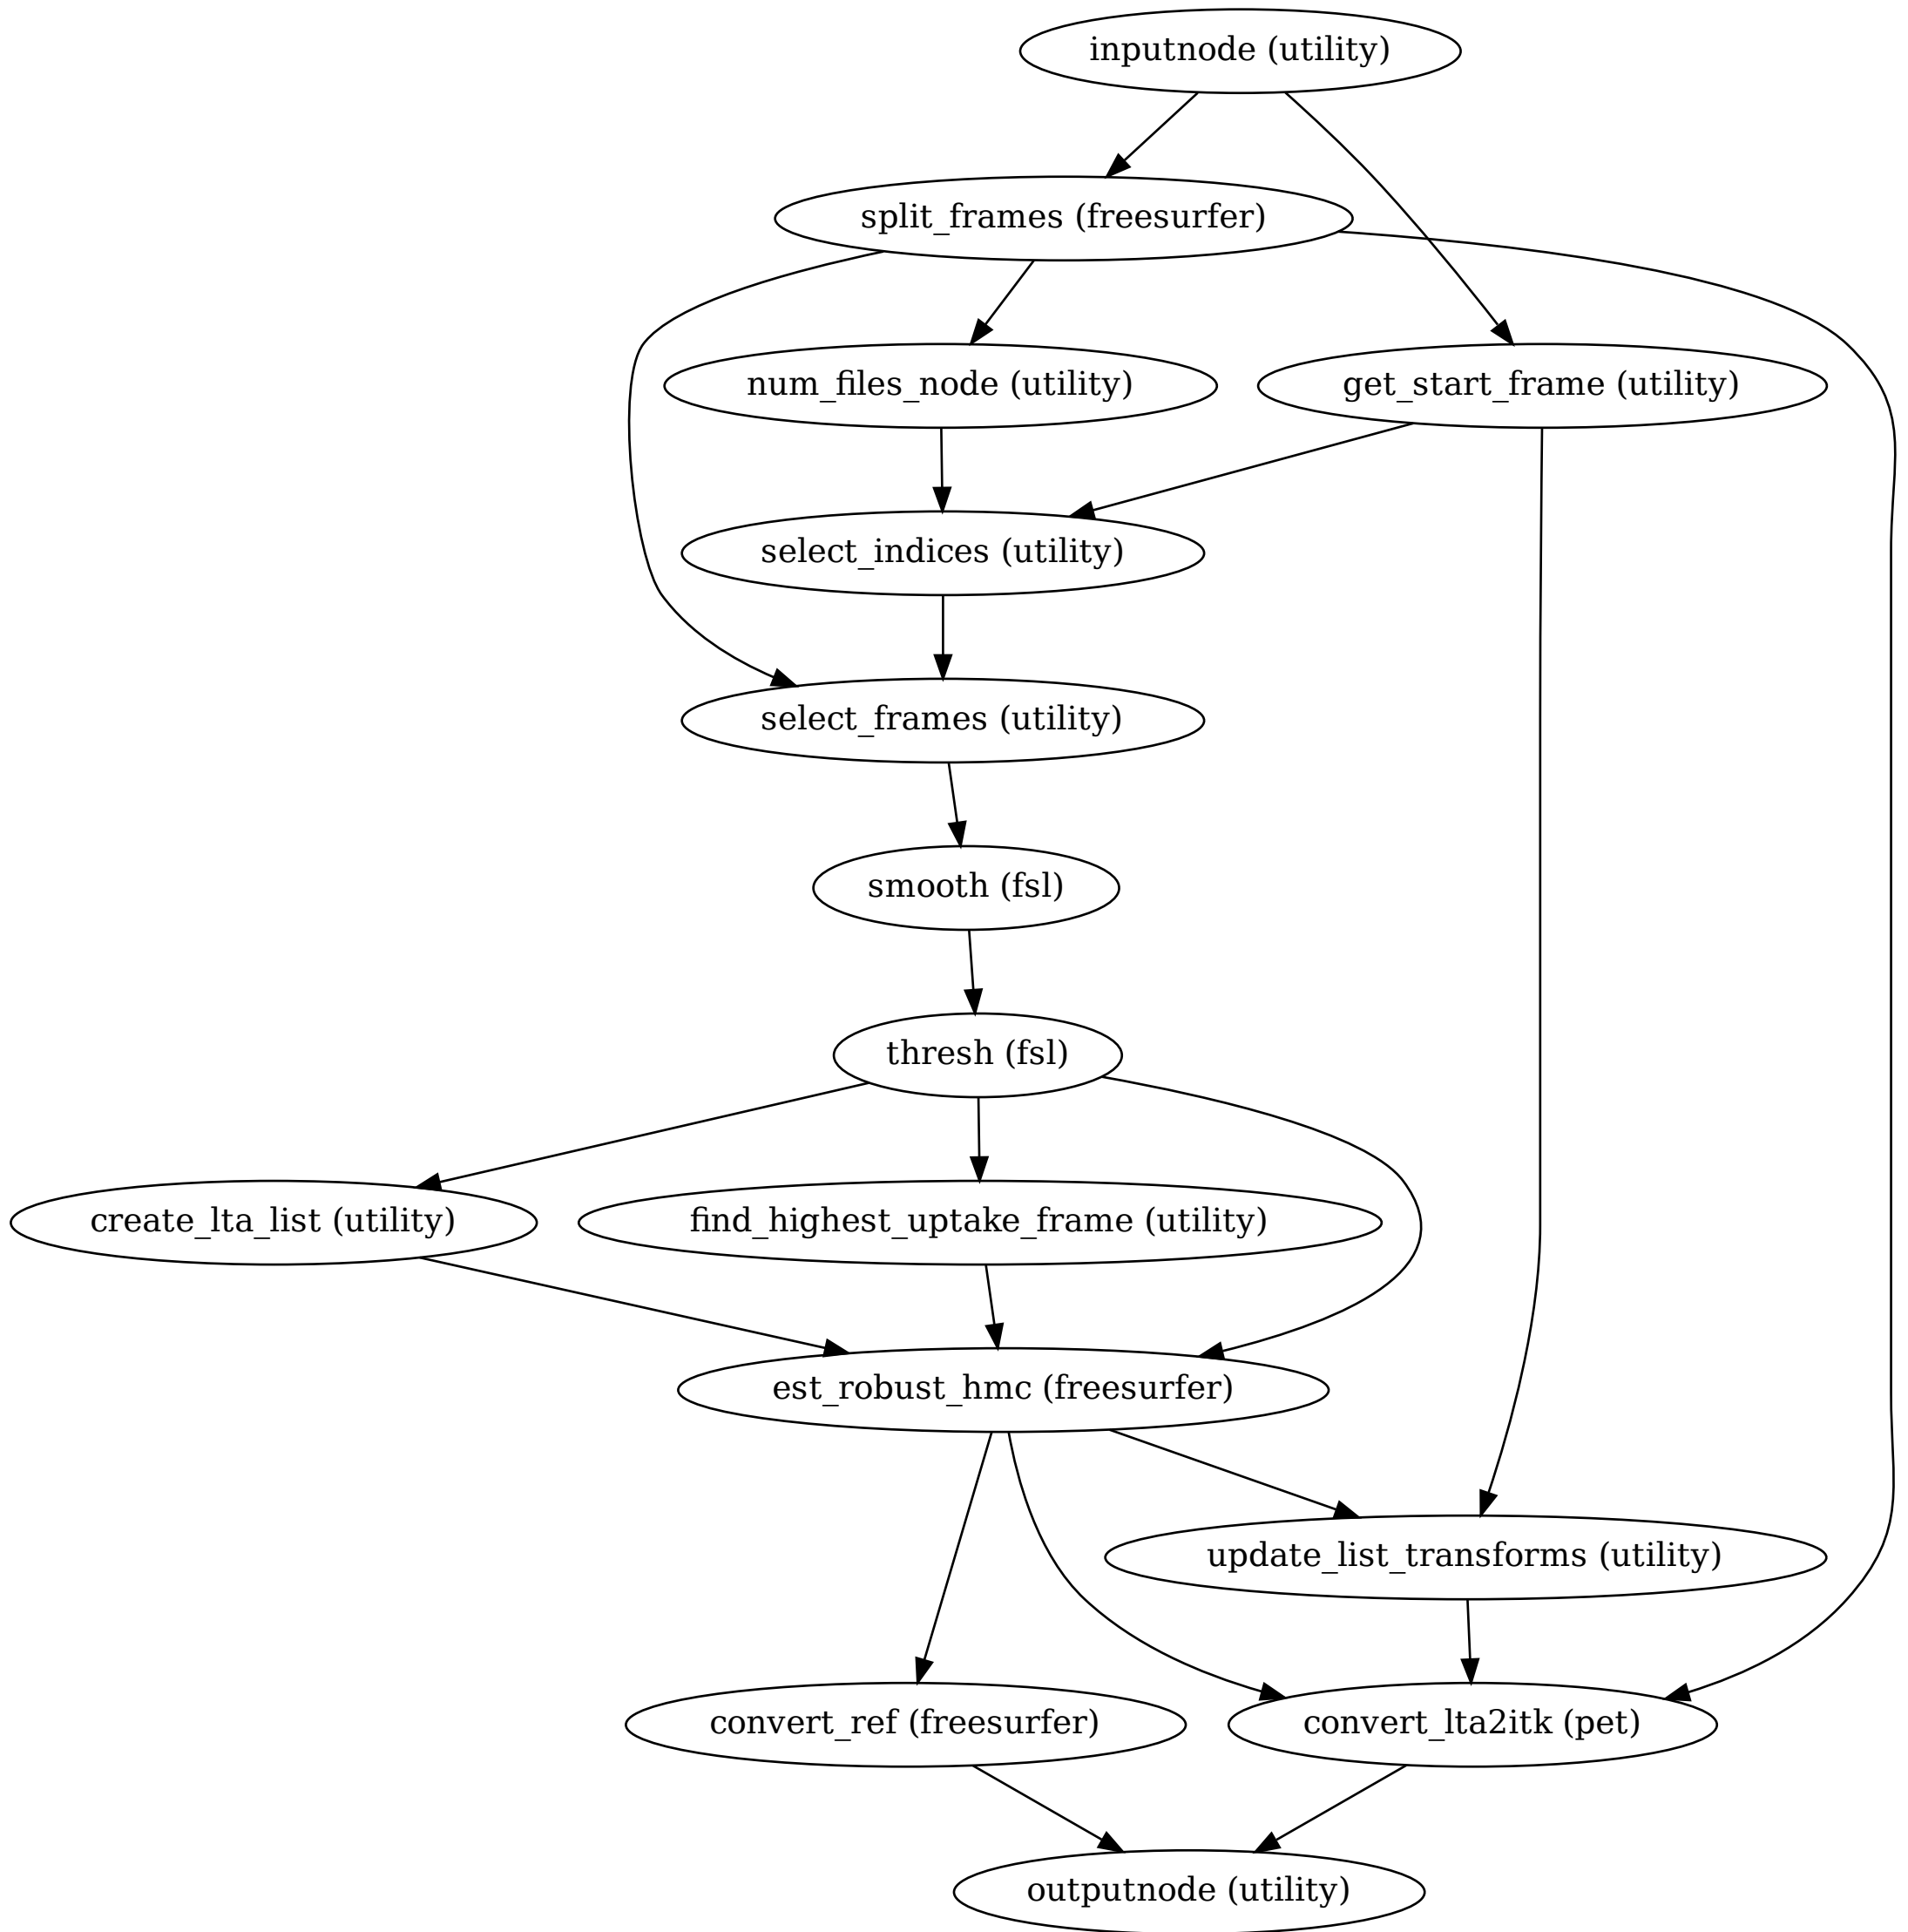 inputnode (utility)
split_frames (freesurfer)
num_files_node (utility)
get_start_frame (utility)
select_indices (utility)
select_frames (utility)
smooth (fsl)
thresh (fsl)
create_lta_list (utility)
find_highest_uptake_frame (utility)
est_robust_hmc (freesurfer)
update_list_transforms (utility)
convert_ref (freesurfer)
convert_lta2itk (pet)
outputnode (utility)